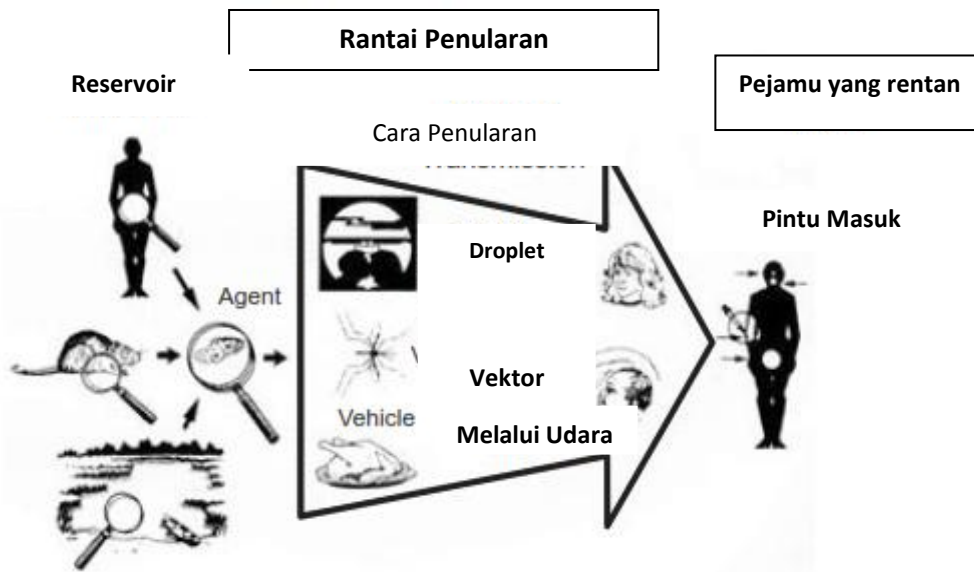 Rantai Penularan
Reservoir
Pejamu yang rentan
Cara Penularan
Pintu Masuk
Droplet
Agent
Vektor
Vehicle
Melalui Udara